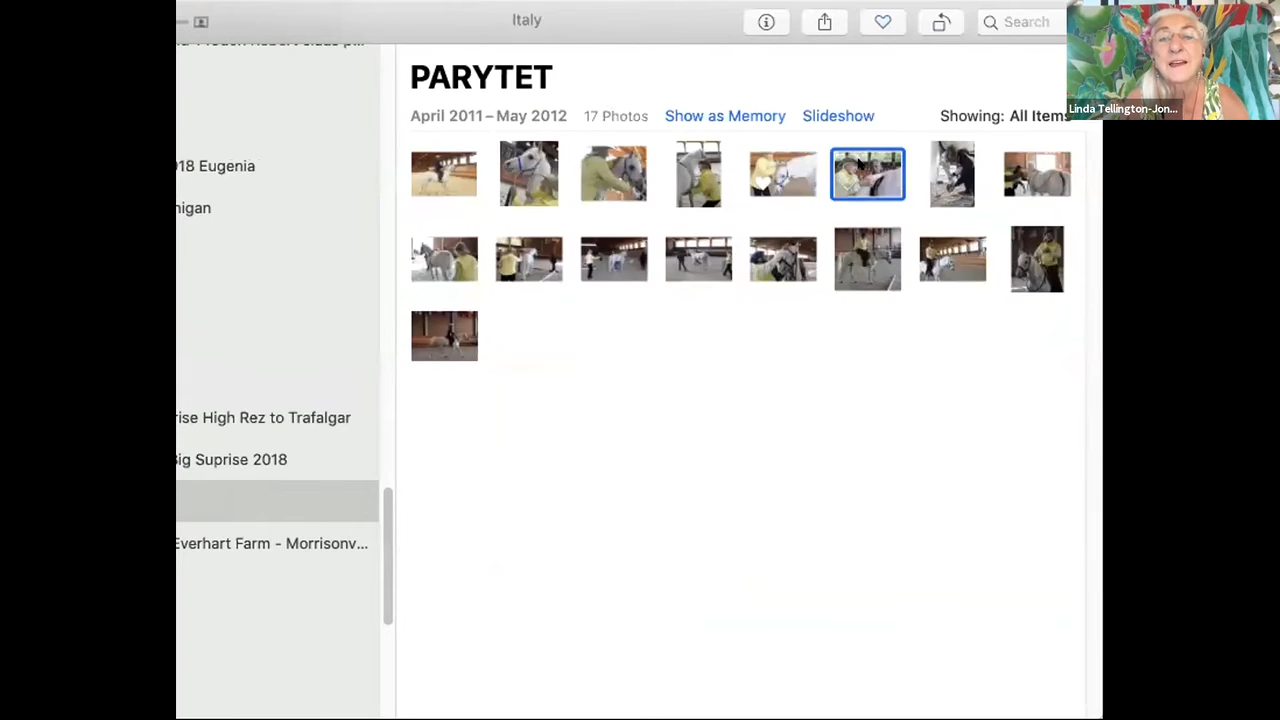 Italy
Search
Linda Tellington-Jon...
PARYTET
April 2011 – May 2012 17 Photos Show as Memory Slideshow Showing: All Items
18 Eugenia
nigan
rise High Rez to Trafalgar
Big Suprise 2018
Everhart Farm - Morrisonv...